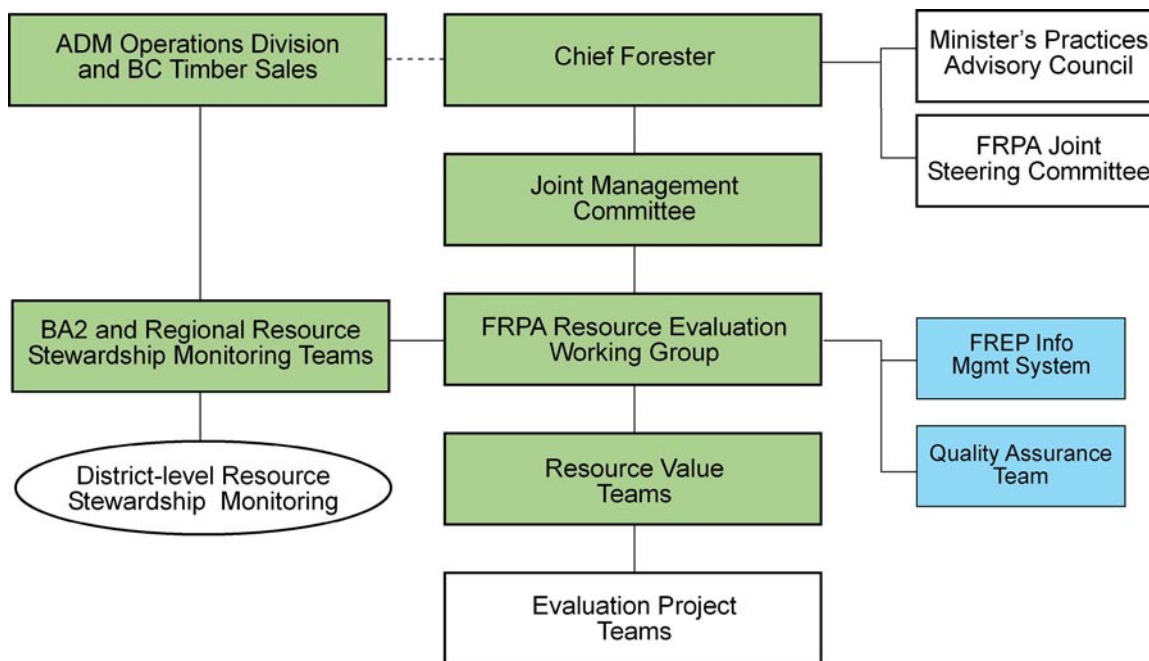 ADM Operations Division
and BC Timber Sales
Chief Forester
Minister's Practices
Advisory Council
FRPA Joint
Steering Committee
Joint Management
Committee
BA2 and Regional Resource
Stewardship Monitoring Teams
FRPA Resource Evaluation
Working Group
FREP Info
Mgmt System
Quality Assurance
Team
District-level Resource
Stewardship Monitoring
Resource Value
Teams
Evaluation Project
Teams